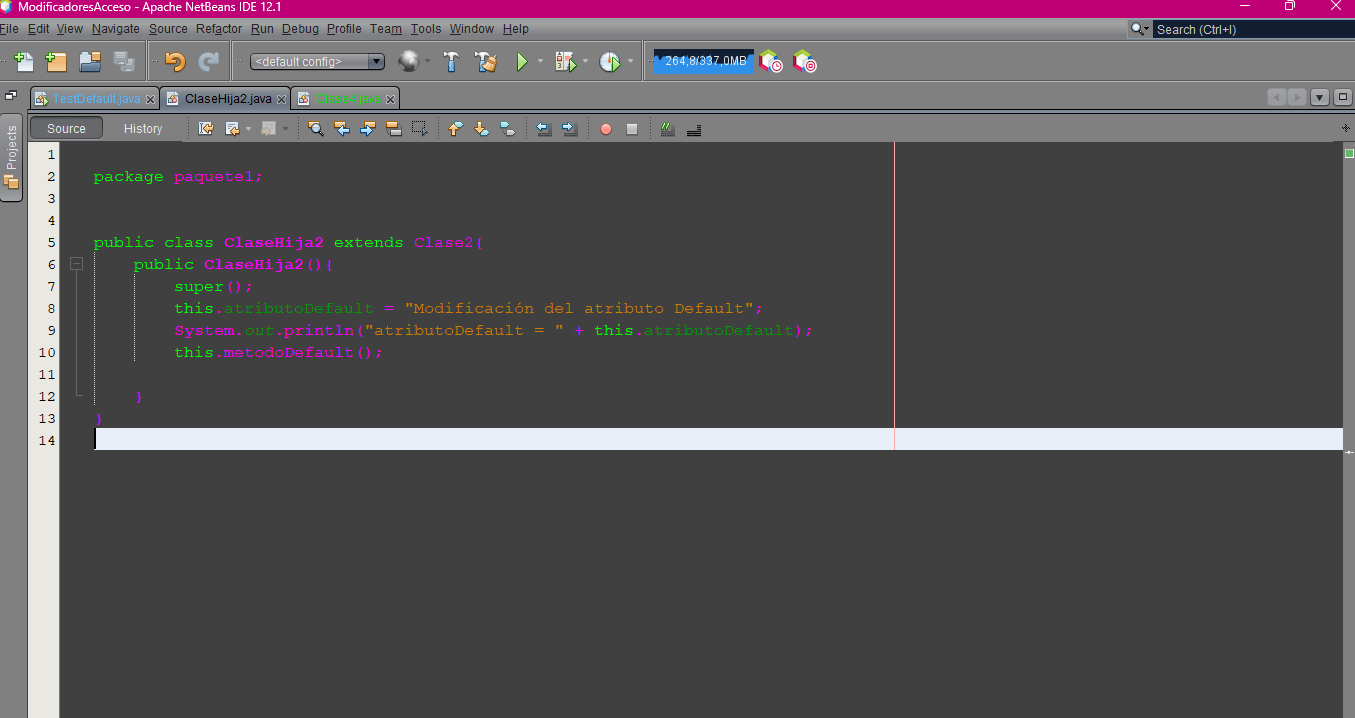 ModificadoresAcceso - Apache NetBeans IDE 12.1
File Edit View Navigate Source Refactor Run Debug Profile Team Tools Window Help
Search (Ctrl+I)
<default config>
264,8/337,0MB
TestDefault.java ClaseHija2.java
Projects
Source History
1
2 package paquete1;
3
4
5 public class ClaseHija2 extends Clase2{
6 public ClaseHija2(){
7 super();
8 this.atributoDefault = "Modificación del atributo Default";
9 System.out.println("atributoDefault = " + this.atributoDefault);
10 this.metodoDefault();
11
12 }
13 }
14